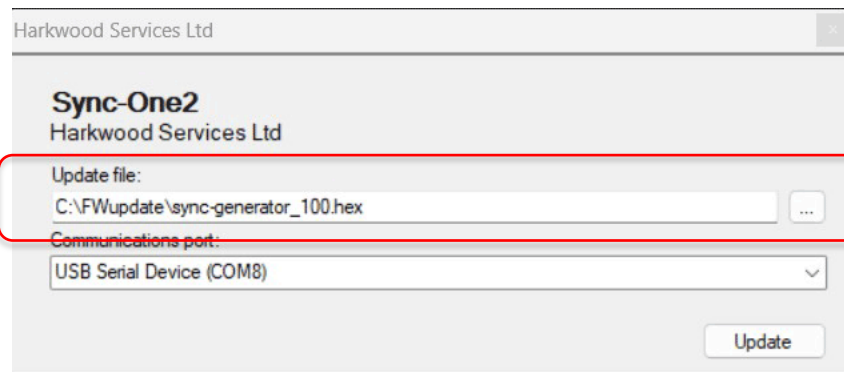 Harkwood Services Ltd
Sync-One2
Harkwood Services Ltd
Update file:
C:\FWupdate\sync-generator_100.hex
...
Communications port:
USB Serial Device (COM8)
Update